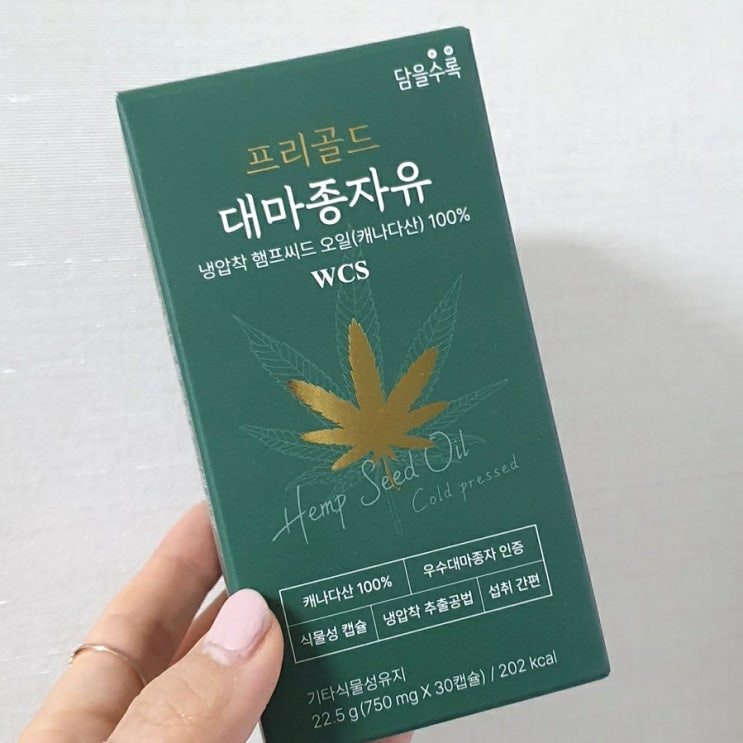 담을수록
프리골드
대마종자유
냉압착 햄프씨드 오일(캐나다산) 100%
WCS
Hemp Seed Oil
Cold pressed
캐나다산 100%
우수대마종자 인증
식물성 캡슐
냉압착 추출공법
섭취 간편
기타식물성유지
22.5 g(750 mg X 30캡슐) / 202 kcal